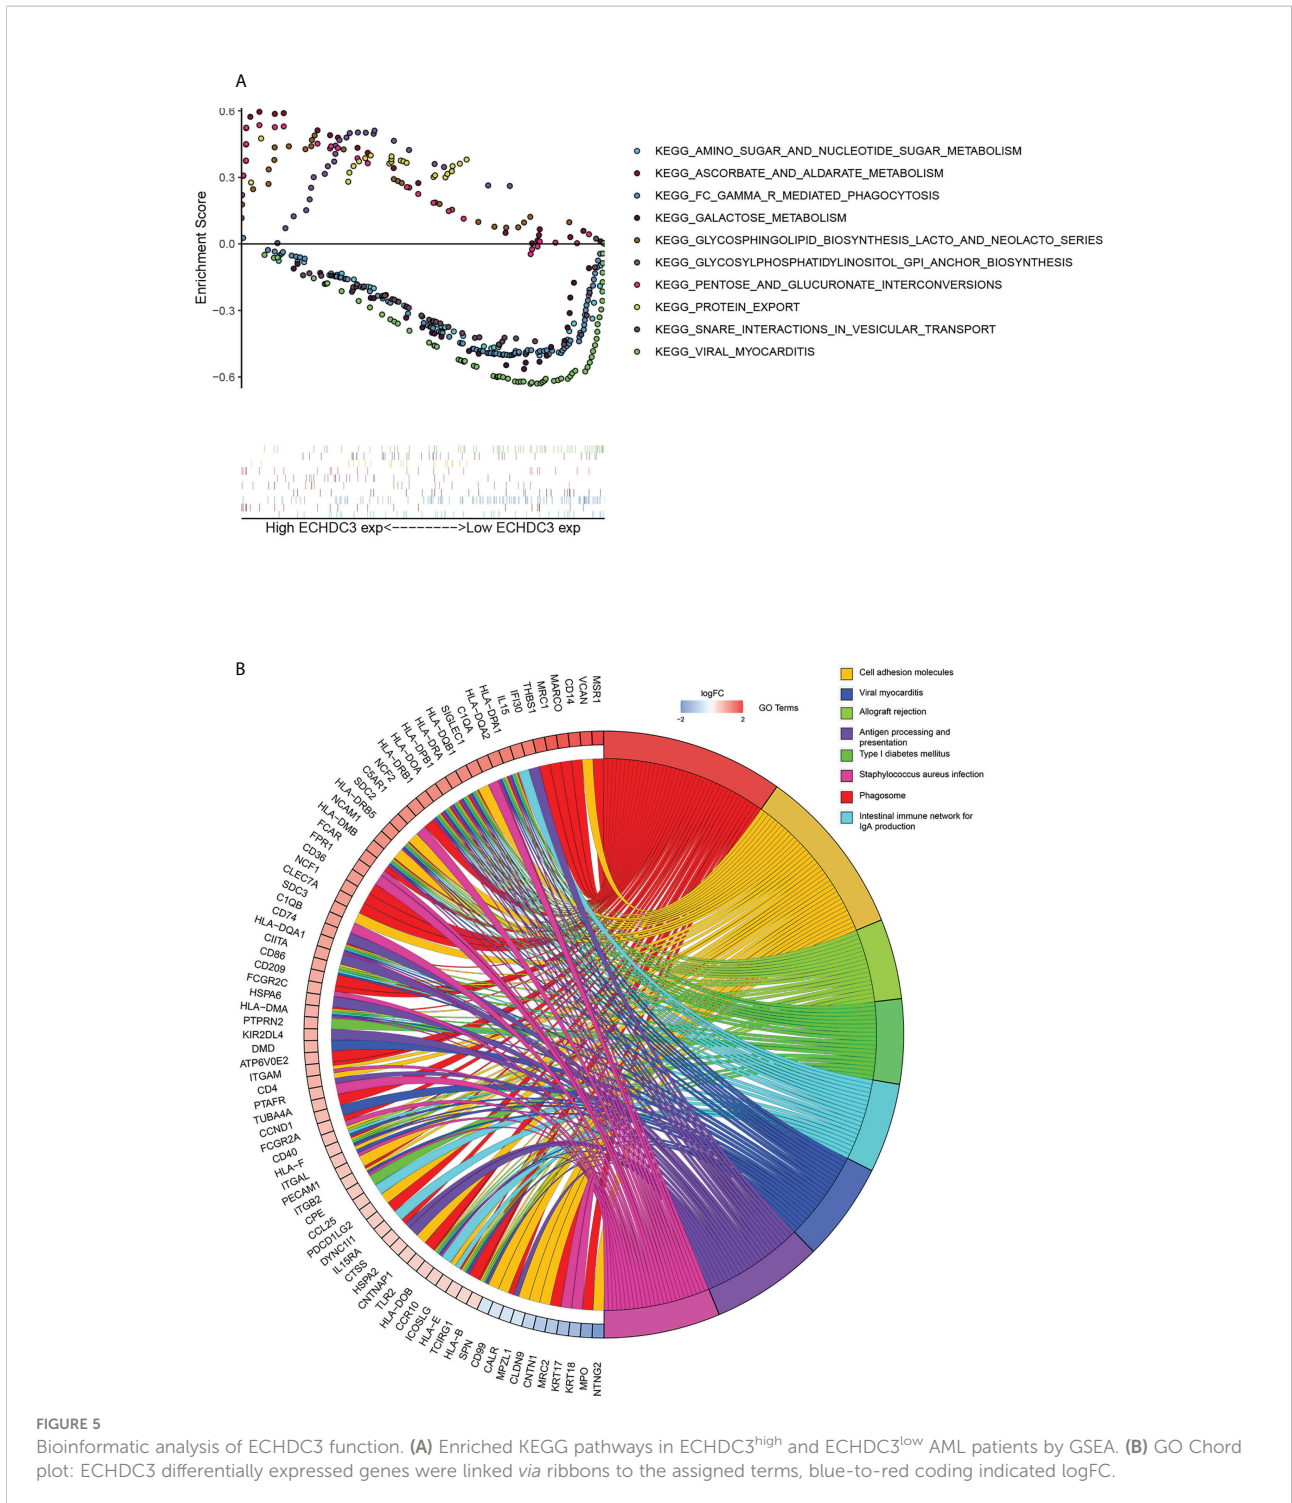 A
0.6
0.3
0.0
−0.3
−0.6
Enrichment Score
KEGG_AMINO_SUGAR_AND_NUCLEOTIDE_SUGAR_METABOLISM
KEGG_ASCORBATE_AND_ALDARATE_METABOLISM
KEGG_FC_GAMMA_R_MEDIATED_PHAGOCYTOSIS
KEGG_GALACTOSE_METABOLISM
KEGG_GLYCOSPHINGOLIPID_BIOSYNTHESIS_LACTO_AND_NEOLACTO_SERIES
KEGG_GLYCOSYLPHOSPHATIDYLINOSITOL_GPI_ANCHOR_BIOSYNTHESIS
KEGG_PENTOSE_AND_GLUCURONATE_INTERCONVERSIONS
KEGG_PROTEIN_EXPORT
KEGG_SNARE_INTERACTIONS_IN_VESICULAR_TRANSPORT
KEGG_VIRAL_MYOCARDITIS
High ECHDC3 exp<-------->Low ECHDC3 exp
B
logFC
−2
2
GO Terms
Cell adhesion molecules
Viral myocarditis
Allograft rejection
Antigen processing and
presentation
Type I diabetes mellitus
Staphylococcus aureus infection
Phagosome
Intestinal immune network for
IgA production
MSR1
VCAN
CD14
MARCO
MRC1
THBS1
IFI30
IL15
HLA−DPA1
HLA−DQA2
C1QA
SIGLEC1
HLA−DQB1
HLA−DRA
HLA−DPB1
HLA−DOA
HLA−DRB1
NCF2
C5AR1
SDC2
HLA−DRB5
NCAM1
HLA−DMB
FCAR
FPR1
CD36
NCF1
CLEC7A
SDC3
C1QB
CD74
HLA−DQA1
CIITA
CD86
CD209
FCGR2C
HSPA6
HLA−DMA
PTPRN2
KIR2DL4
DMD
ATP6V0E2
ITGAM
CD4
PTAFR
TUBA4A
CCND1
FCGR2A
CD40
HLA−F
ITGAL
PECAM1
ITGB2
CPE
CCL25
PDCD1LG2
DYNC1I1
IL15RA
CTSS
HSPA2
CNTNAP1
TLR2
HLA−DOB
CCR10
ICOSLG
HLA−E
TCIRG1
HLA−B
SPN
CD99
CALR
MPZL1
CLDN9
CNTN1
MRC2
KRT17
KRT18
MPO
NTNG2
FIGURE 5
Bioinformatic analysis of ECHDC3 function. (A) Enriched KEGG pathways in ECHDC3high and ECHDC3low AML patients by GSEA. (B) GO Chord
plot: ECHDC3 differentially expressed genes were linked via ribbons to the assigned terms, blue-to-red coding indicated logFC.